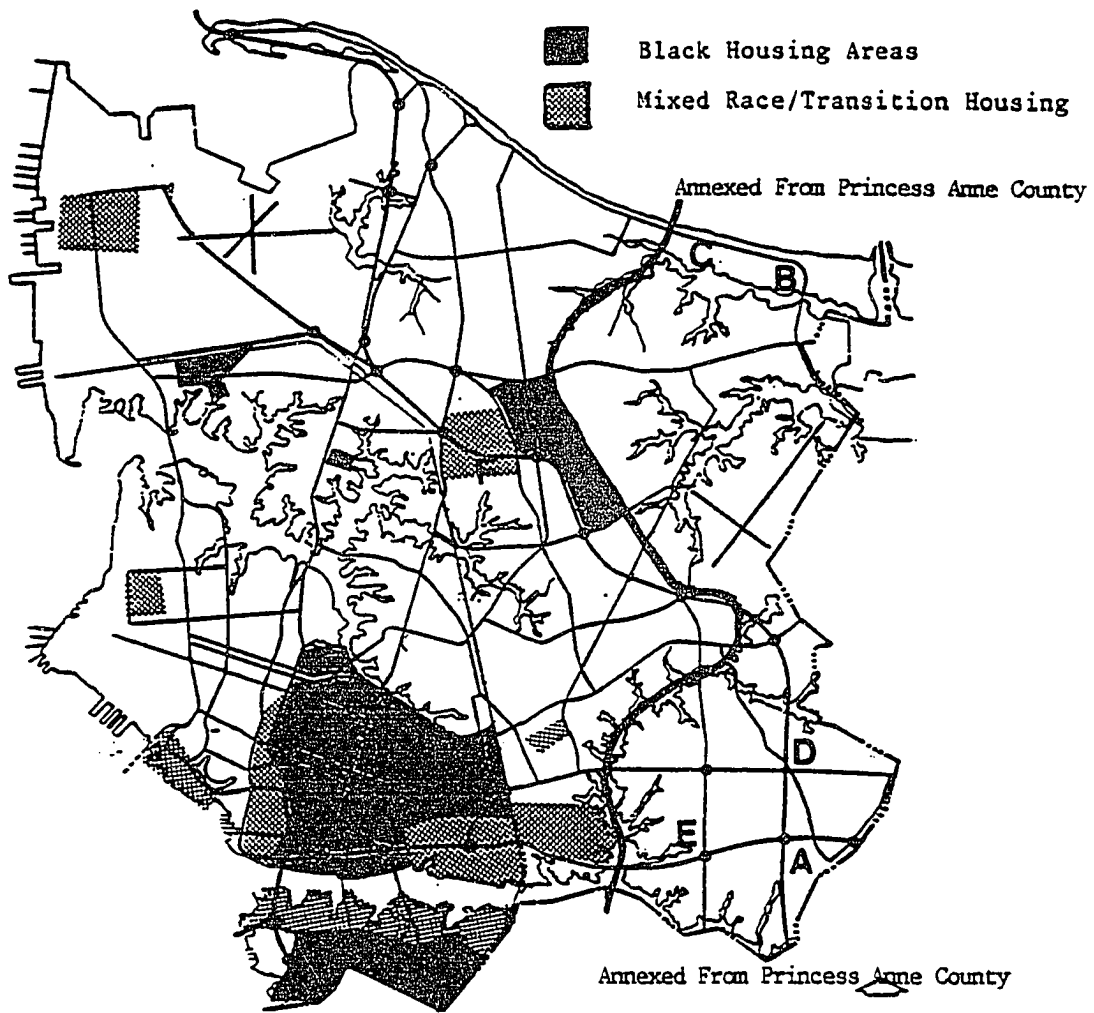 Black Housing Areas
Mixed Race/Transition Housing
Annexed From Princess Anne County
C
B
D
E
A
Annexed From Princess Anne County